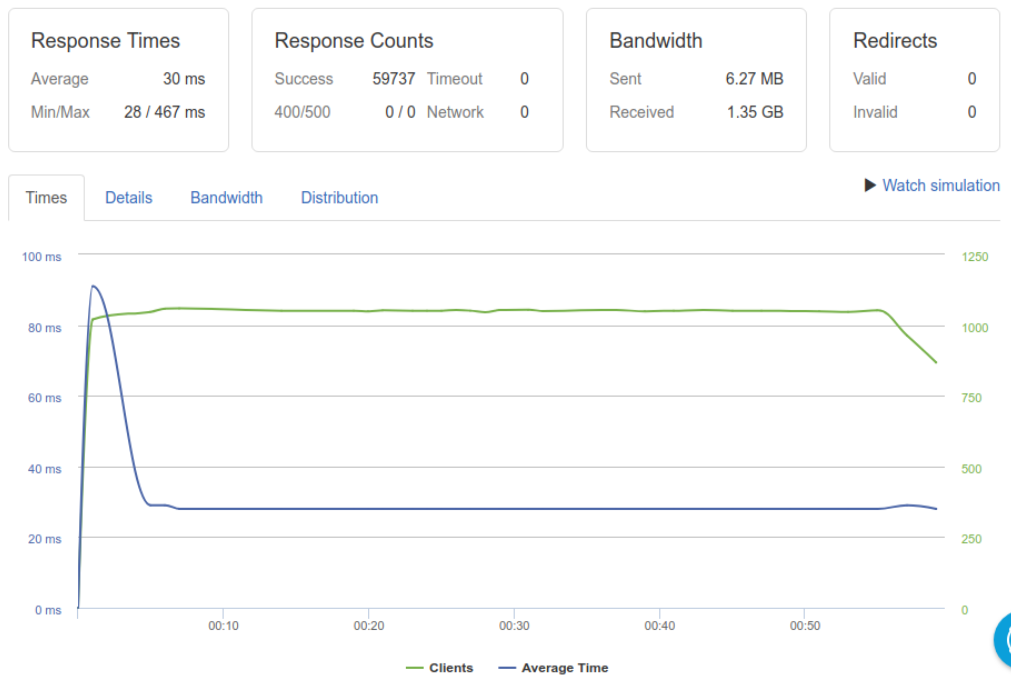 Response Times
Average 30 ms
Min/Max 28 / 467 ms
Response Counts
Success 59737 Timeout 0
400/500 0 / 0 Network 0
Bandwidth
Sent 6.27 MB
Received 1.35 GB
Redirects
Valid 0
Invalid 0
Times Details Bandwidth Distribution
Watch simulation
100 ms 1250
80 ms 1000
60 ms 750
40 ms 500
20 ms 250
0 ms 0
00:10 00:20 00:30 00:40 00:50
Clients Average Time